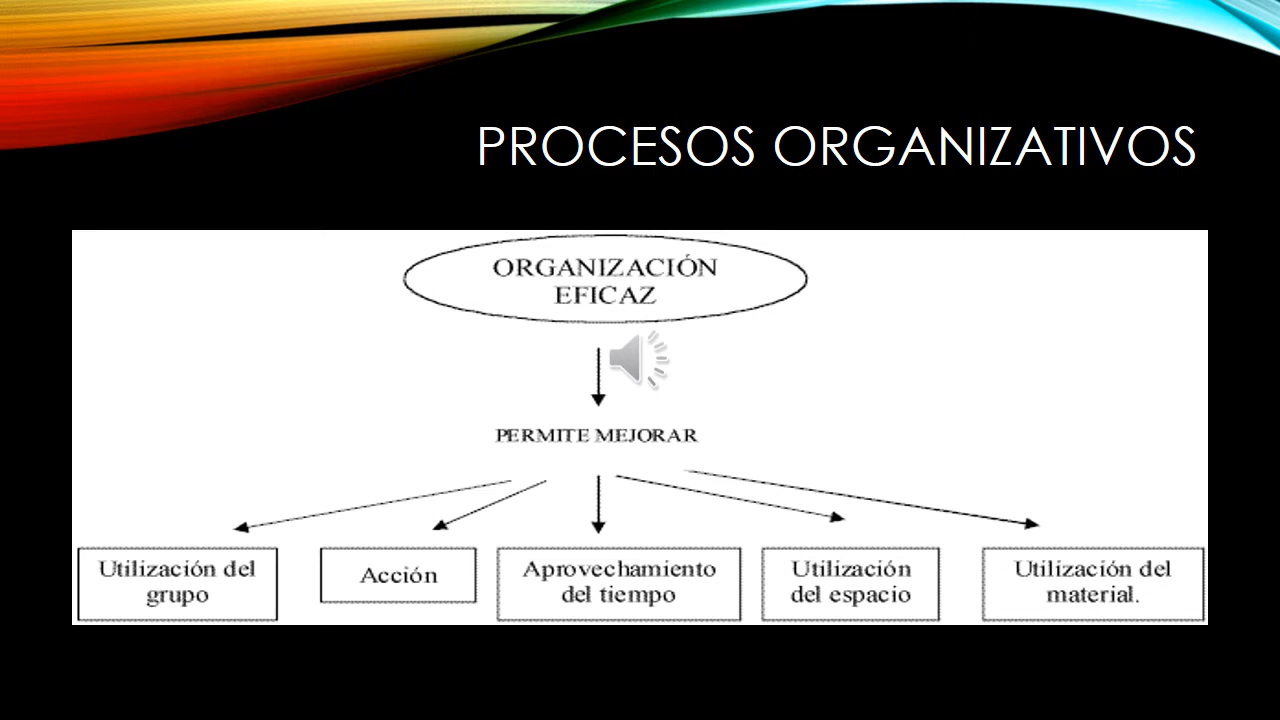 PROCESOS ORGANIZATIVOS
ORGANIZACIÓN
EFICAZ
PERMITE MEJORAR
Utilización del
grupo
Acción
Aprovechamiento
del tiempo
Utilización
del espacio
Utilización del
material.